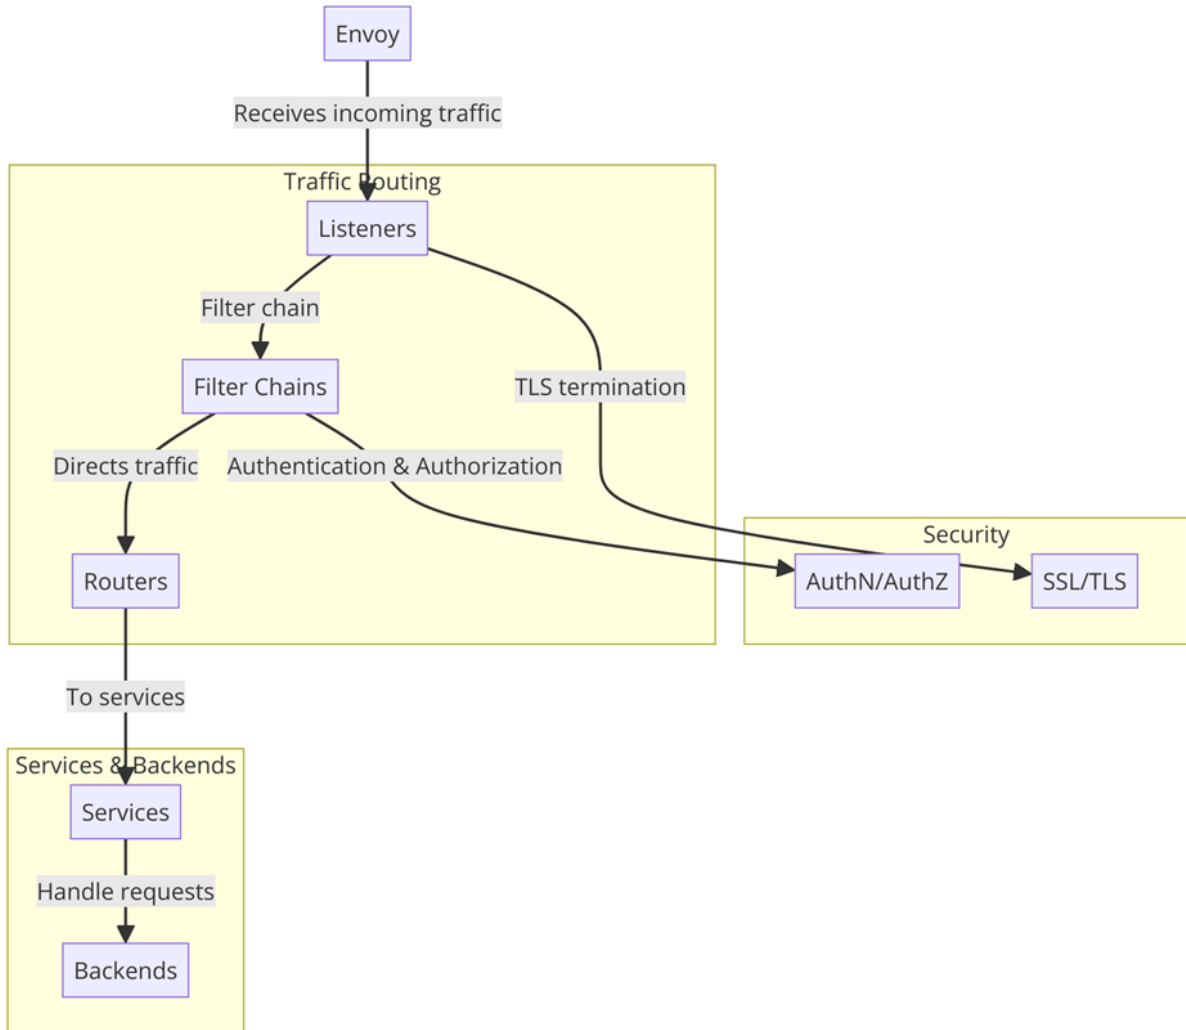 Envoy
Receives incoming traffic
Traffic Routing
Listeners
Filter chain
Filter Chains
TLS termination
Directs traffic
Authentication & Authorization
Security
Routers
AuthN/AuthZ
SSL/TLS
To services
Services & Backends
Services
Handle requests
Backends